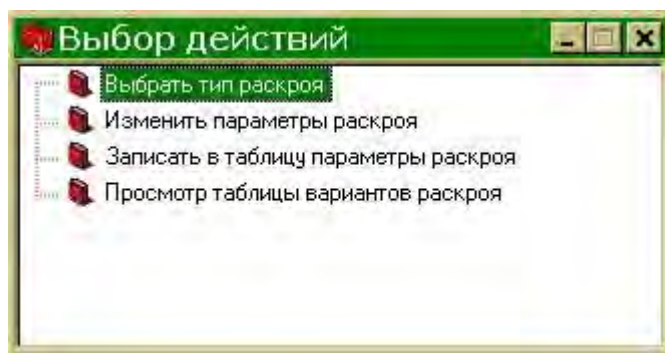 Выбор действий
Выбрать тип раскроя
Изменить параметры раскроя
Записать в таблицу параметры раскроя
Просмотр таблицы вариантов раскроя